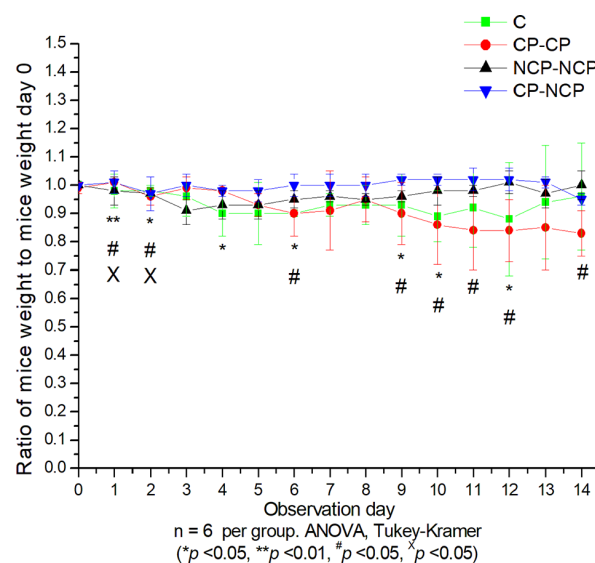 C
CP-CP
NCP-NCP
CP-NCP
Ratio of mice weight to mice weight day 0
1.5
1.4
1.3
1.2
1.1
1.0
0.9
0.8
0.7
0.6
0.5
0.4
0.3
0.2
0.1
0.0
** * * * * * *
# # # # # # # #
X X
0 1 2 3 4 5 6 7 8 9 10 11 12 13 14
Observation day
n = 6 per group. ANOVA, Tukey-Kramer
(*p <0.05, **p <0.01, #p <0.05, Xp <0.05)